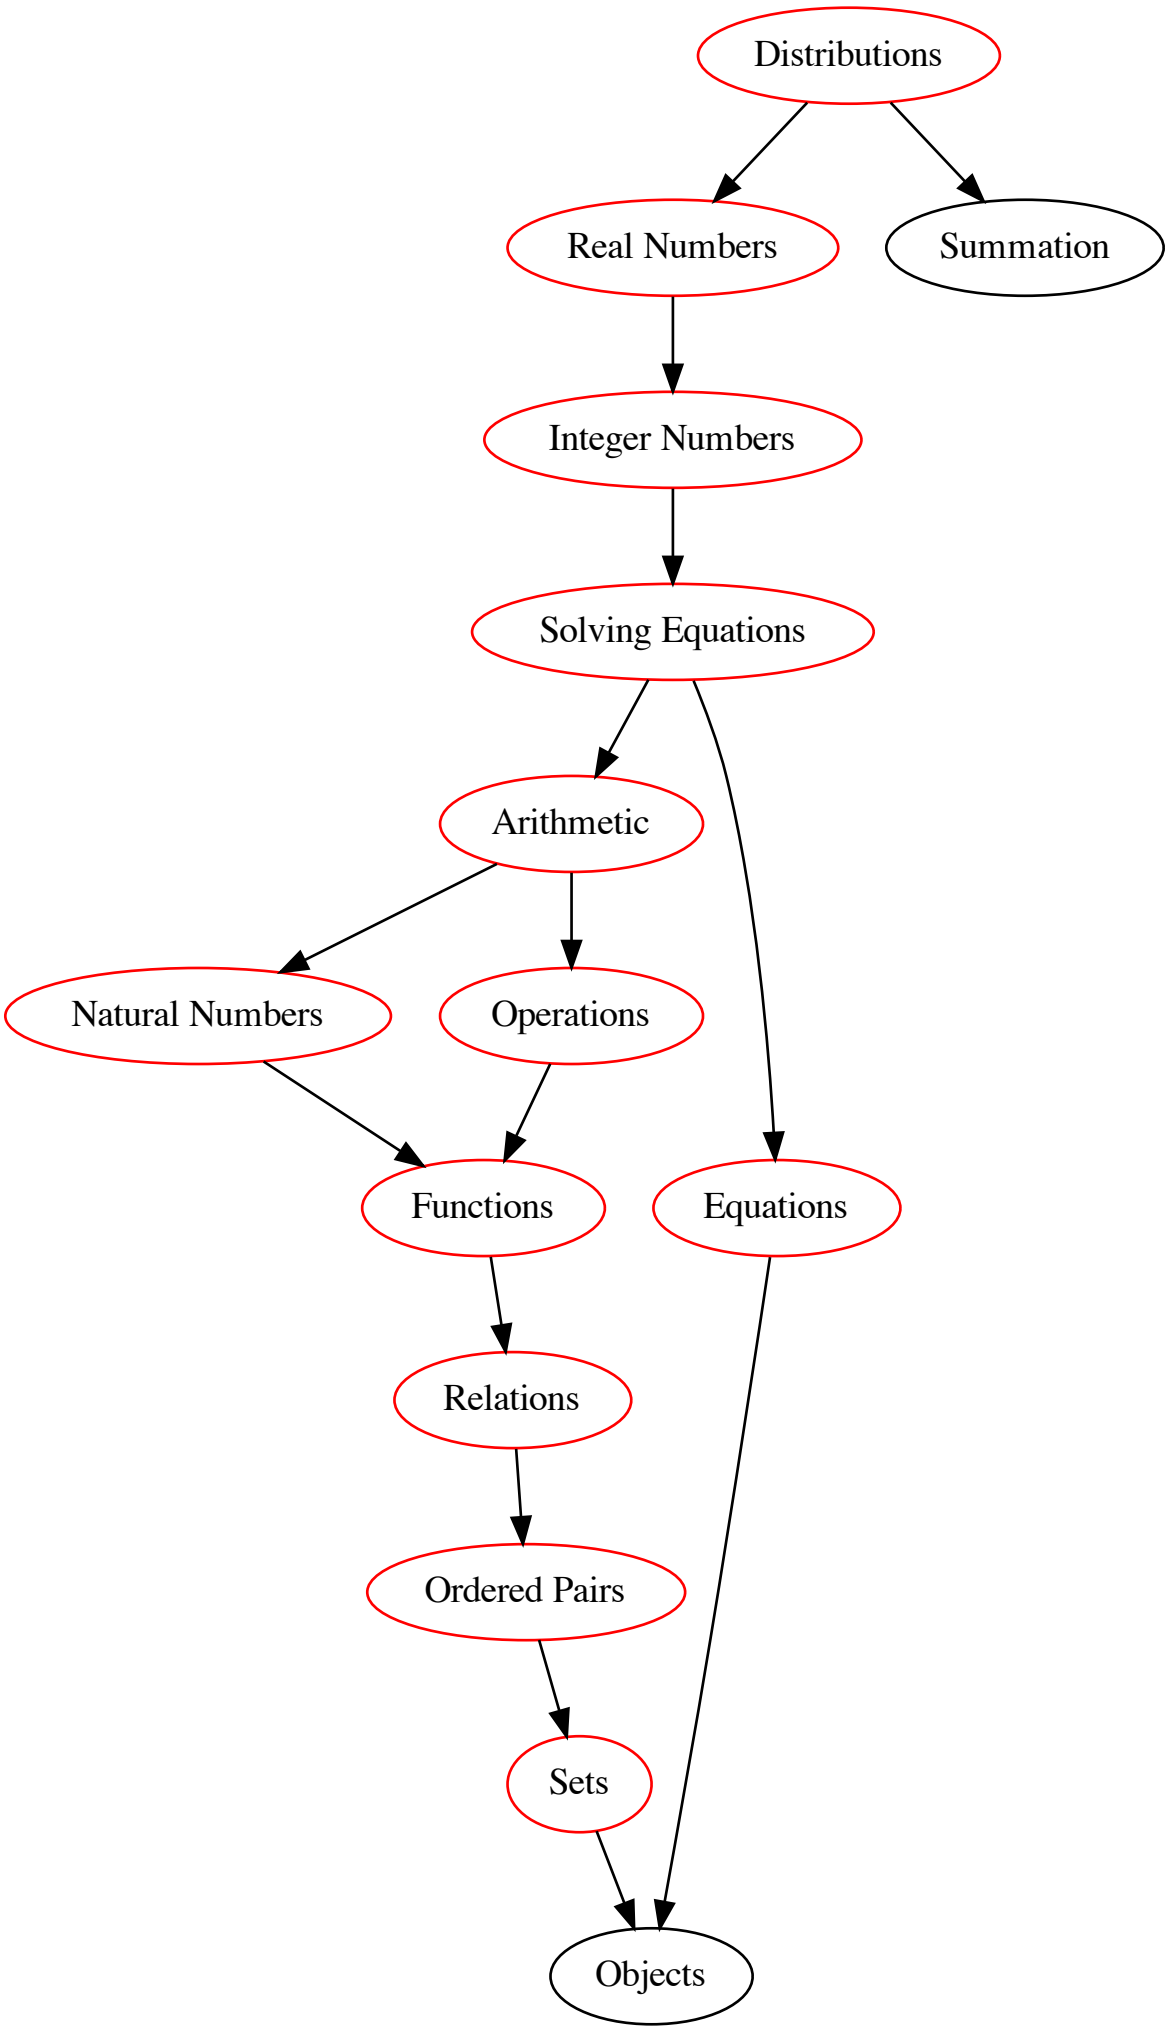 Distributions
Real Numbers
Summation
Integer Numbers
Solving Equations
Arithmetic
Natural Numbers
Operations
Functions
Equations
Relations
Ordered Pairs
Sets
Objects